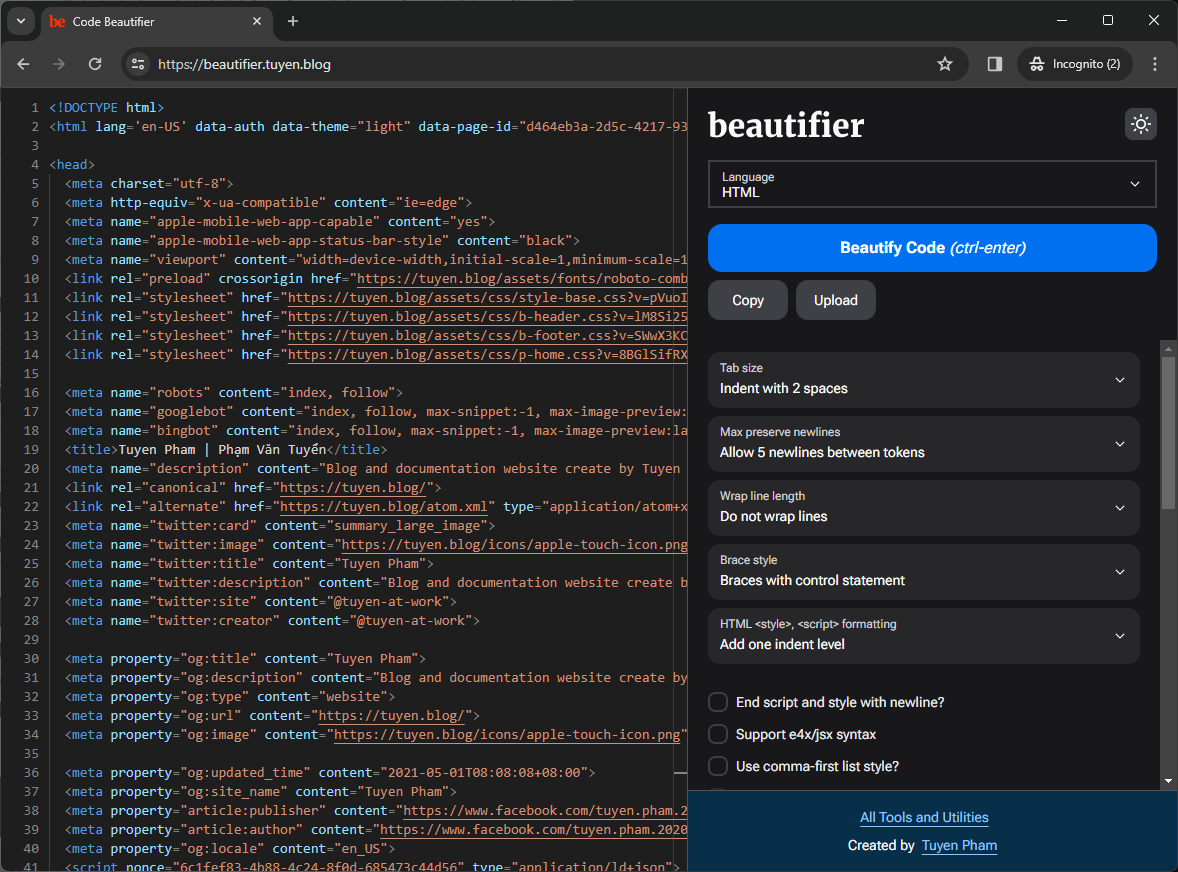 be Code Beautifier
https://beautifier.tuyen.blog
Incognito (2)
1 <!DOCTYPE html>
2 <html lang='en-US' data-auth data-theme="light" data-page-id="d464eb3a-2d5c-4217-93
3
4 <head>
5 <meta charset="utf-8">
6 <meta http-equiv="x-ua-compatible" content="ie=edge">
7 <meta name="apple-mobile-web-app-capable" content="yes">
8 <meta name="apple-mobile-web-app-status-bar-style" content="black">
9 <meta name="viewport" content="width=device-width,initial-scale=1,minimum-scale=1
10 <link rel="preload" crossorigin href="https://tuyen.blog/assets/fonts/roboto-comb
11 <link rel="stylesheet" href="https://tuyen.blog/assets/css/style-base.css?v=pVuoI
12 <link rel="stylesheet" href="https://tuyen.blog/assets/css/b-header.css?v=lM8Si25
13 <link rel="stylesheet" href="https://tuyen.blog/assets/css/b-footer.css?v=SWwX3KC
14 <link rel="stylesheet" href="https://tuyen.blog/assets/css/p-home.css?v=8BGlSifRX
15
16 <meta name="robots" content="index, follow">
17 <meta name="googlebot" content="index, follow, max-snippet:-1, max-image-preview:
18 <meta name="bingbot" content="index, follow, max-snippet:-1, max-image-preview:la
19 <title>Tuyen Pham | Phạm Văn Tuyển</title>
20 <meta name="description" content="Blog and documentation website create by Tuyen
21 <link rel="canonical" href="https://tuyen.blog/">
22 <link rel="alternate" href="https://tuyen.blog/atom.xml" type="application/atom+x
23 <meta name="twitter:card" content="summary_large_image">
24 <meta name="twitter:image" content="https://tuyen.blog/icons/apple-touch-icon.png
25 <meta name="twitter:title" content="Tuyen Pham">
26 <meta name="twitter:description" content="Blog and documentation website create b
27 <meta name="twitter:site" content="@tuyen-at-work">
28 <meta name="twitter:creator" content="@tuyen-at-work">
29
30 <meta property="og:title" content="Tuyen Pham">
31 <meta property="og:description" content="Blog and documentation website create by
32 <meta property="og:type" content="website">
33 <meta property="og:url" content="https://tuyen.blog/">
34 <meta property="og:image" content="https://tuyen.blog/icons/apple-touch-icon.png"
35
36 <meta property="og:updated_time" content="2021-05-01T08:08:08+08:00">
37 <meta property="og:site_name" content="Tuyen Pham">
38 <meta property="article:publisher" content="https://www.facebook.com/tuyen.pham.2
39 <meta property="article:author" content="https://www.facebook.com/tuyen.pham.2020
40 <meta property="og:locale" content="en_US">
41 <script nonce="6c1fef83-4b88-4c24-8f0d-685473c44d56" type="application/ld+json">
beautifier
Language
HTML
Beautify Code (ctrl-enter)
Copy Upload
Tab size
Indent with 2 spaces
Max preserve newlines
Allow 5 newlines between tokens
Wrap line length
Do not wrap lines
Brace style
Braces with control statement
HTML <style>, <script> formatting
Add one indent level
End script and style with newline?
Support e4x/jsx syntax
Use comma-first list style?
All Tools and Utilities
Created by Tuyen Pham